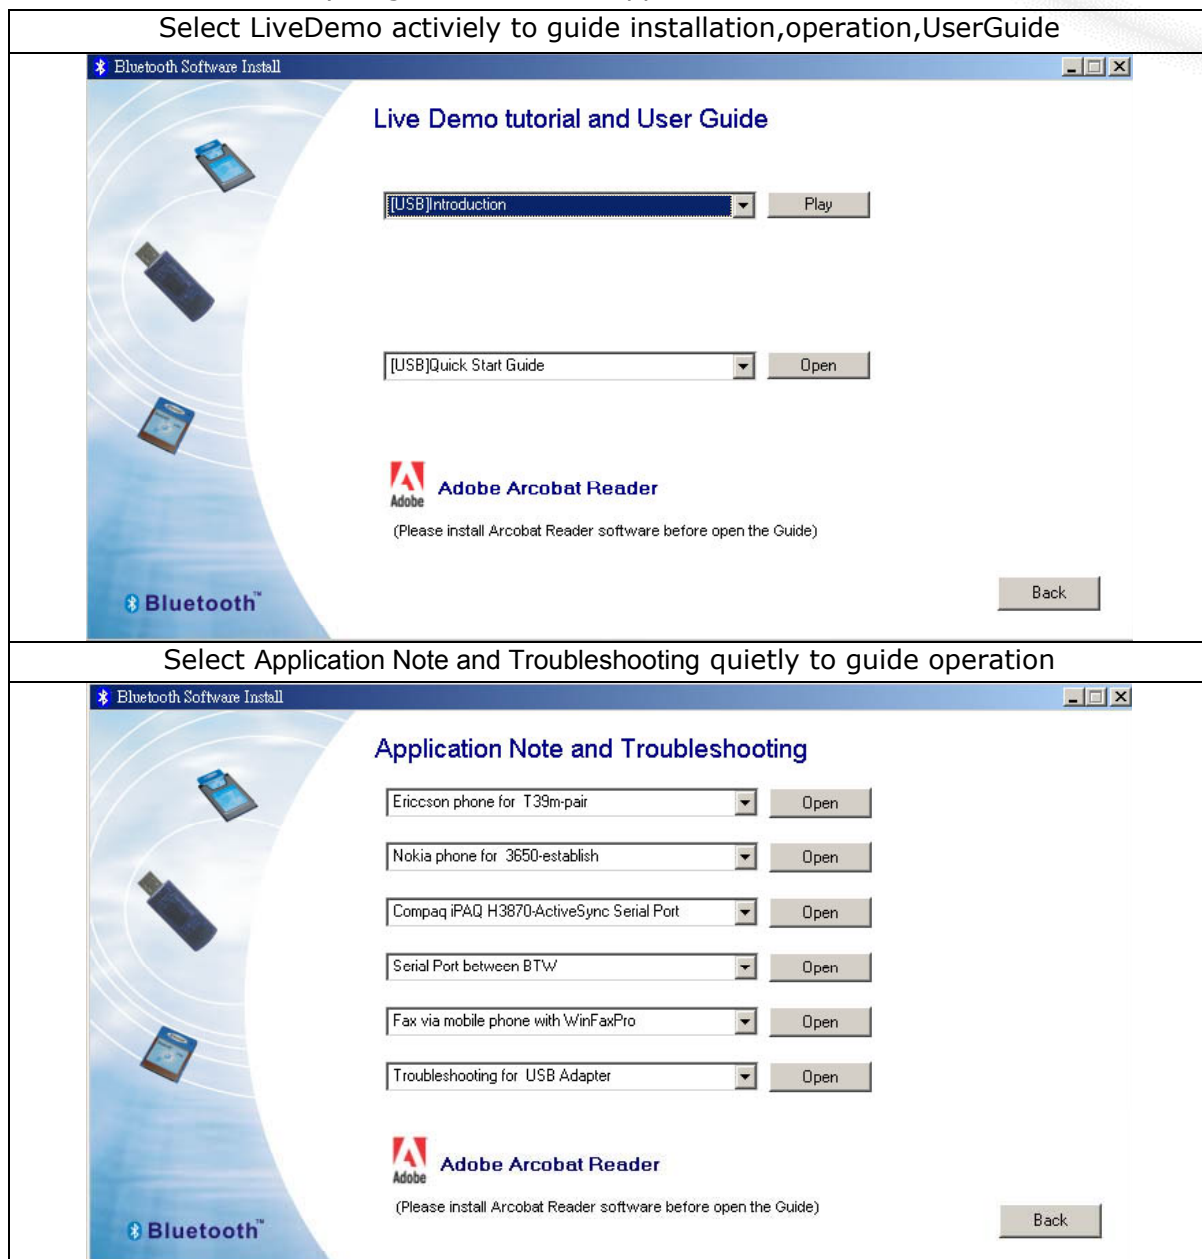 Select LiveDemo activiely to guide installation,operation,UserGuide
Bluetooth Software Install
Live Demo tutorial and User Guide
[USB]Introduction Play
[USB]Quick Start Guide Open
Adobe Adobe Arcobat Reader
(Please install Arcobat Reader software before open the Guide)
Back
Bluetooth™
Select Application Note and Troubleshooting quietly to guide operation
Bluetooth Software Install
Application Note and Troubleshooting
Ericcson phone for T39m-pair Open
Nokia phone for 3650-establish Open
Compaq iPAQ H3870-ActiveSync Serial Port Open
Serial Port between BTW Open
Fax via mobile phone with WinFaxPro Open
Troubleshooting for USB Adapter Open
Adobe Adobe Arcobat Reader
(Please install Arcobat Reader software before open the Guide)
Back
Bluetooth™